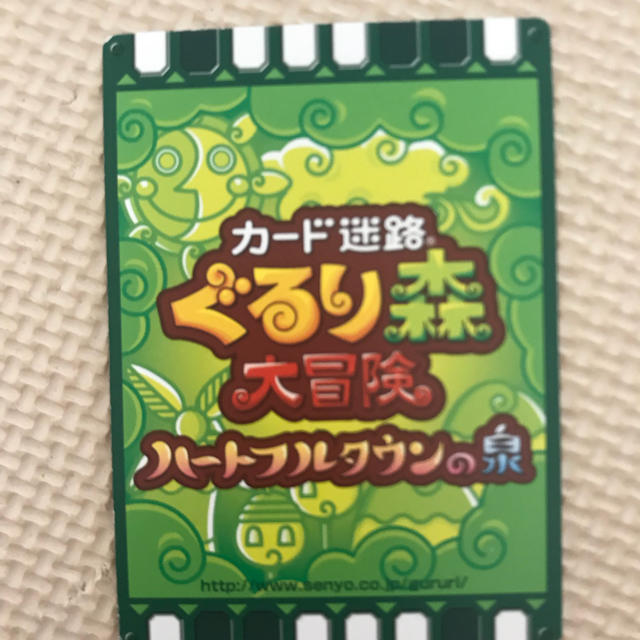 カード迷路®
ぐるり森
大冒険
ハートフルタウンの泉
http://www.senyo.co.jp/gururi/